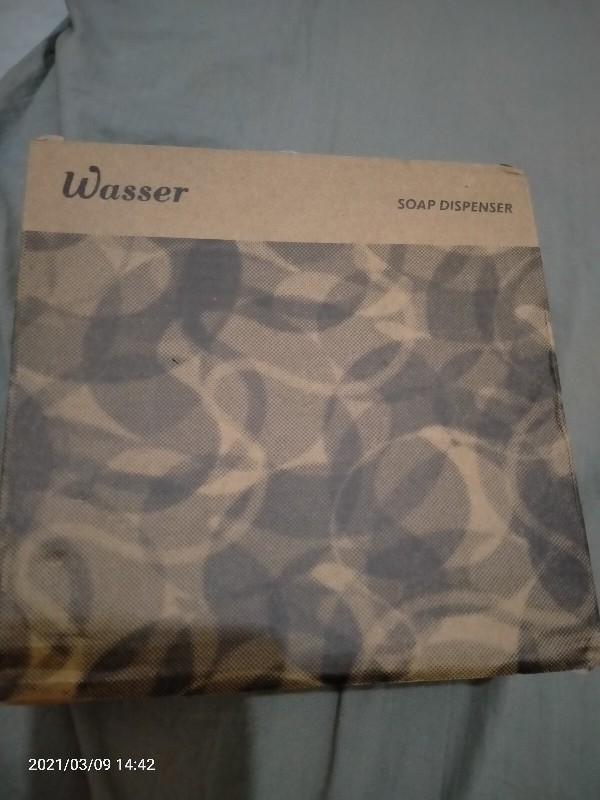 Wasser
SOAP DISPENSER
2021/03/09 14:42